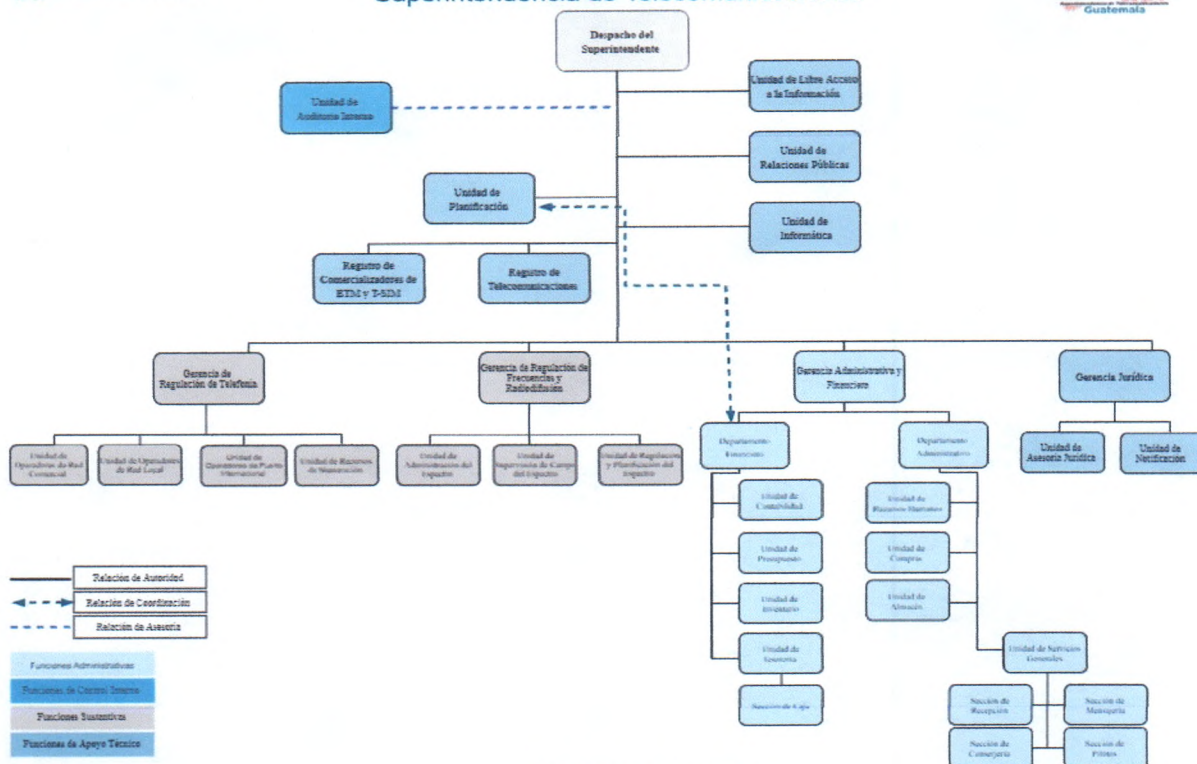 Superintendencia de
Guatemala
Despacho del
Superintendente
Unidad de Libre Acceso
a la Información
Unidad de
Auditoría Interna
Unidad de
Relaciones Públicas
Unidad de
Planificación
Unidad de
Informática
Registro de
Comercializadores de
ETM y T-SIM
Registro de
Telecomunicaciones
Gerencia de
Regulación de Telefonía
Gerencia de Regulación de
Frecuencias y
Radiodifusión
Gerencia Administrativa y
Financiera
Gerencia Jurídica
Unidad de
Operadores de Red
Comercial
Unidad de Operadores
de Red Local
Unidad de
Operadores de Puerto
Internacional
Unidad de Recursos
de Numeración
Unidad de
Administración del
Espectro
Unidad de
Supervisión de Campo
del Espectro
Unidad de Regulación
y Planificación del
Espectro
Departamento
Financiero
Departamento
Administrativo
Unidad de
Asesoría Jurídica
Unidad de
Notificación
Unidad de
Contabilidad
Unidad de
Recursos Humanos
Unidad de
Presupuesto
Unidad de
Compras
Unidad de
Inventario
Unidad de
Almacén
Unidad de
Tesorería
Unidad de Servicios
Generales
Sección de Caja
Sección de
Recepción
Sección de
Mensajería
Sección de
Conserjería
Sección de
Pilotos
Relación de Autoridad
Relación de Coordinación
Relación de Asesoría
Funciones Administrativas
Funciones de Control Interno
Funciones Sustantivas
Funciones de Apoyo Técnico